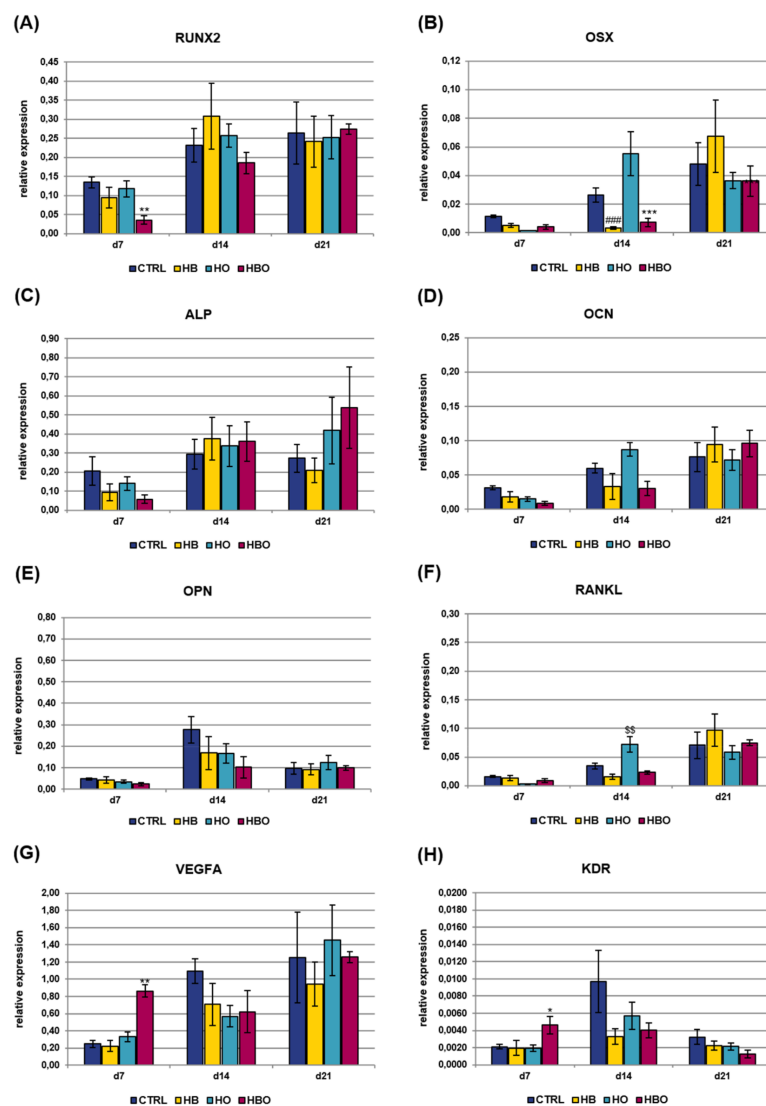 (A)
RUNX2
relative expression
0,45
0,40
0,35
0,30
0,25
0,20
0,15
0,10
0,05
0,00
**
d7 d14 d21
CTRL HB HO HBO
(B)
OSX
relative expression
0,12
0,10
0,08
0,06
0,04
0,02
0,00
### ***
d7 d14 d21
CTRL HB HO HBO
(C)
ALP
relative expression
0,90
0,80
0,70
0,60
0,50
0,40
0,30
0,20
0,10
0,00
d7 d14 d21
CTRL HB HO HBO
(D)
OCN
relative expression
0,25
0,20
0,15
0,10
0,05
0,00
d7 d14 d21
CTRL HB HO HBO
(E)
OPN
relative expression
0,80
0,70
0,60
0,50
0,40
0,30
0,20
0,10
0,00
d7 d14 d21
CTRL HB HO HBO
(F)
RANKL
relative expression
0,30
0,25
0,20
0,15
0,10
0,05
0,00
$$
d7 d14 d21
CTRL HB HO HBO
(G)
VEGFA
relative expression
2,00
1,80
1,60
1,40
1,20
1,00
0,80
0,60
0,40
0,20
0,00
**
d7 d14 d21
CTRL HB HO HBO
(H)
KDR
relative expression
0,0200
0,0180
0,0160
0,0140
0,0120
0,0100
0,0080
0,0060
0,0040
0,0020
0,0000
*
d7 d14 d21
CTRL HB HO HBO